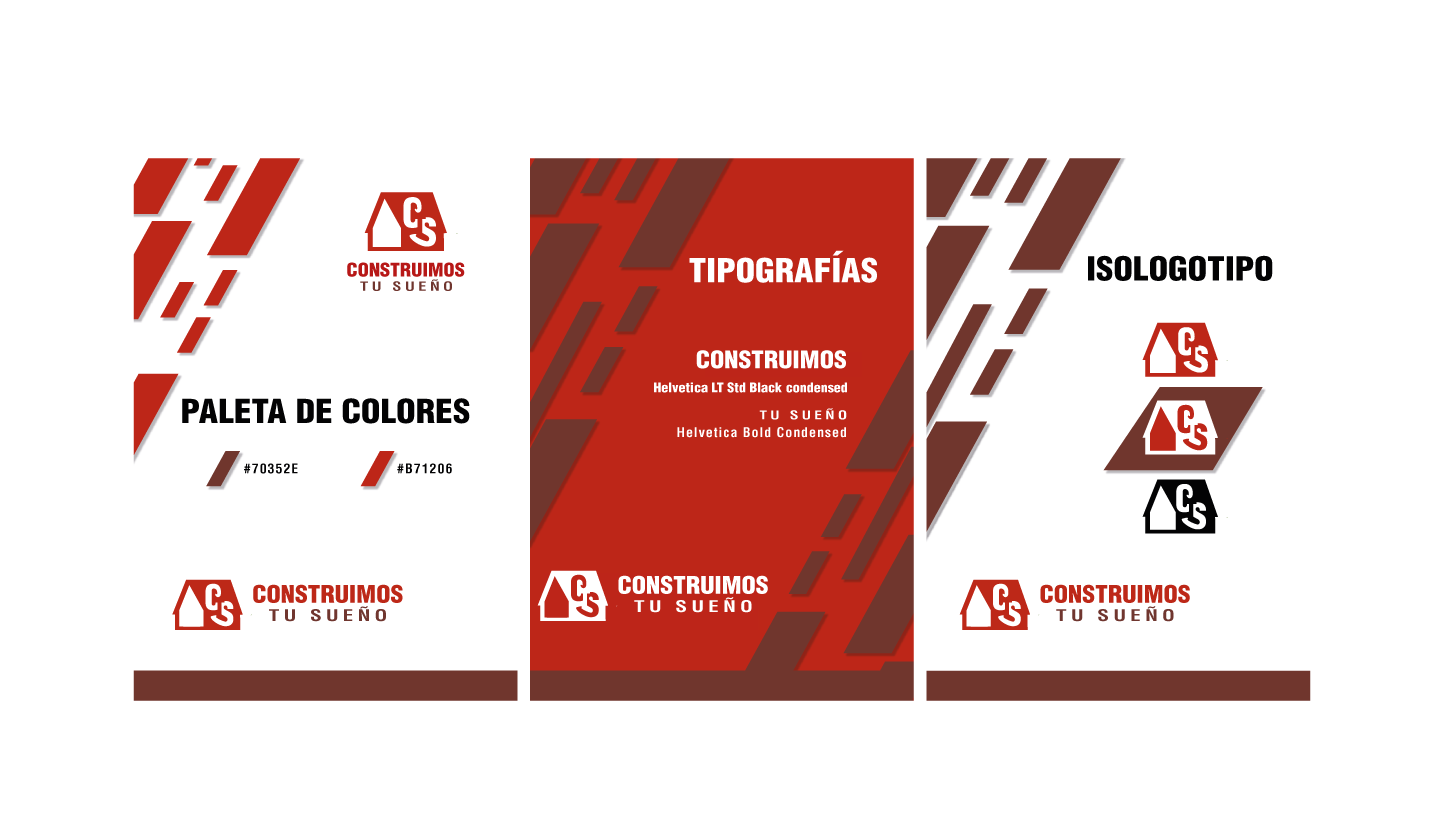 CS
CONSTRUIMOS
TU SUEÑO
PALETA DE COLORES
#70352E
#B71206
CS
CONSTRUIMOS
TU SUEÑO
TIPOGRAFÍAS
CONSTRUIMOS
Helvetica LT Std Black condensed
TU SUEÑO
Helvetica Bold Condensed
CS
CONSTRUIMOS
TU SUEÑO
ISOLOGOTIPO
CS
CS
CS
CS
CONSTRUIMOS
TU SUEÑO